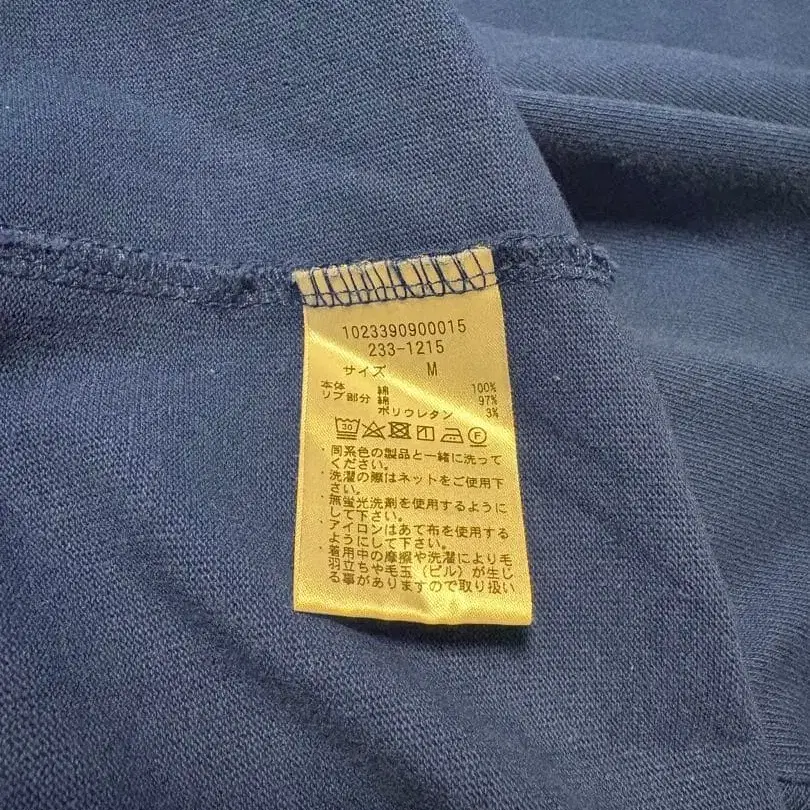 1023390900015
233-1215
サイズ M
本体 綿 100%
リブ部分 綿 97%
ポリウレタン 3%
30 F
・同系色の製品と一緒に洗って
ください。
・洗濯の際はネットをご使用下
さい。
・無蛍光洗剤を使用するように
して下さい。
・アイロンはあて布を使用する
ようにして下さい。
・着用中の摩擦や洗濯により毛
羽立ちや毛玉(ピル)が生じ
る事がありますので取り扱い